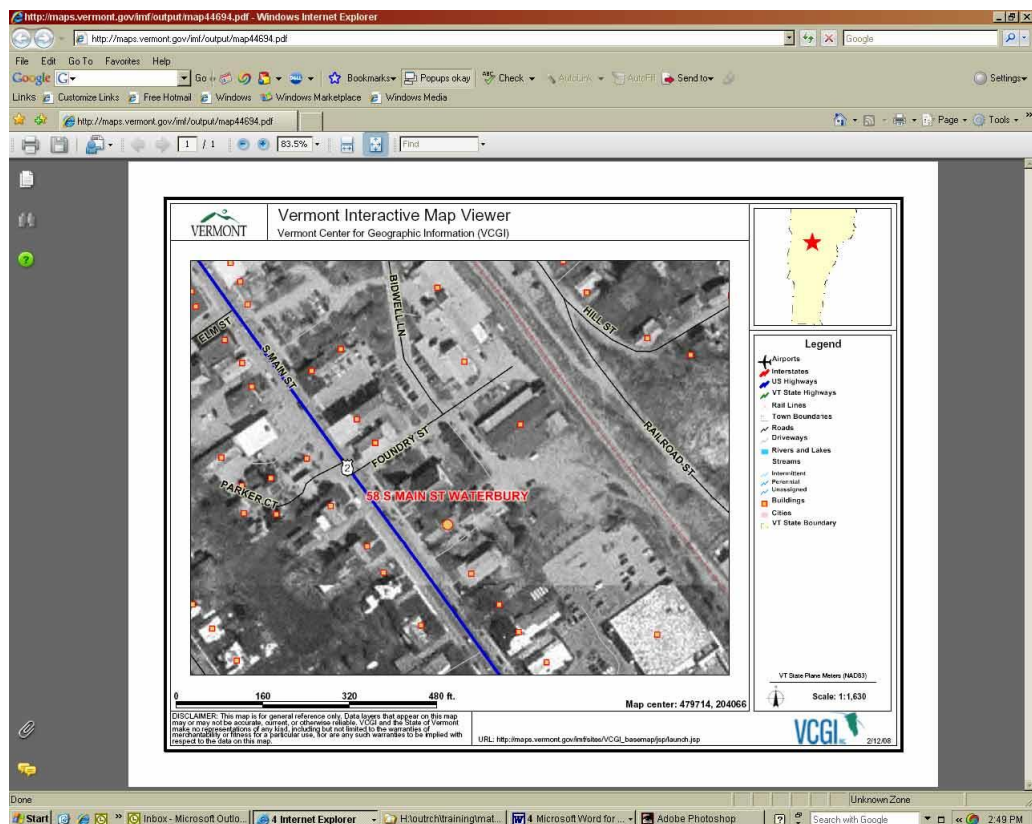 http://maps.vermont.gov/imf/output/map44694.pdf - Windows Internet Explorer
http://maps.vermont.gov/imf/output/map44694.pdf
Google
File Edit Go To Favorites Help
Google G Go Bookmarks Popups okay Check AutoLink AutoFill Send to Settings
Links Customize Links Free Hotmail Windows Windows Marketplace Windows Media
http://maps.vermont.gov/imf/output/map44694.pdf
Page Tools »
1 / 1 83.5% Find
VERMONT
Vermont Interactive Map Viewer
Vermont Center for Geographic Information (VCGI)
ELM ST
S MAIN ST
BIDWELL LN
HILL ST
RAILROAD ST
FOUNDRY ST
2
PARKER CT
58 S MAIN ST WATERBURY
Legend
Airports
Interstates
US Highways
VT State Highways
Rail Lines
Town Boundaries
Roads
Driveways
Rivers and Lakes
Streams
Intermittent
Perennial
Unassigned
Buildings
Cities
VT State Boundary
VT State Plane Meters (NAD83)
Scale: 1:1,630
0 160 320 480 ft.
Map center: 479714, 204066
DISCLAIMER: This map is for general reference only. Data layers that appear on this map
may or may not be accurate, current, or otherwise reliable. VCGI and the State of Vermont
make no representations of any kind, including but not limited to the warranties of
merchantability or fitness for a particular use, nor are any such warranties to be implied with
respect to the data on this map.
URL: http://maps.vermont.gov/imf/sites/VCGI_basemap/jsp/launch.jsp
VCGI INC
2/12/08
Done Unknown Zone
Start » Inbox - Microsoft Outlo... 4 Internet Explorer H:\outrch\training\mat... 4 Microsoft Word for ... Adobe Photoshop Search with Google « 2:49 PM